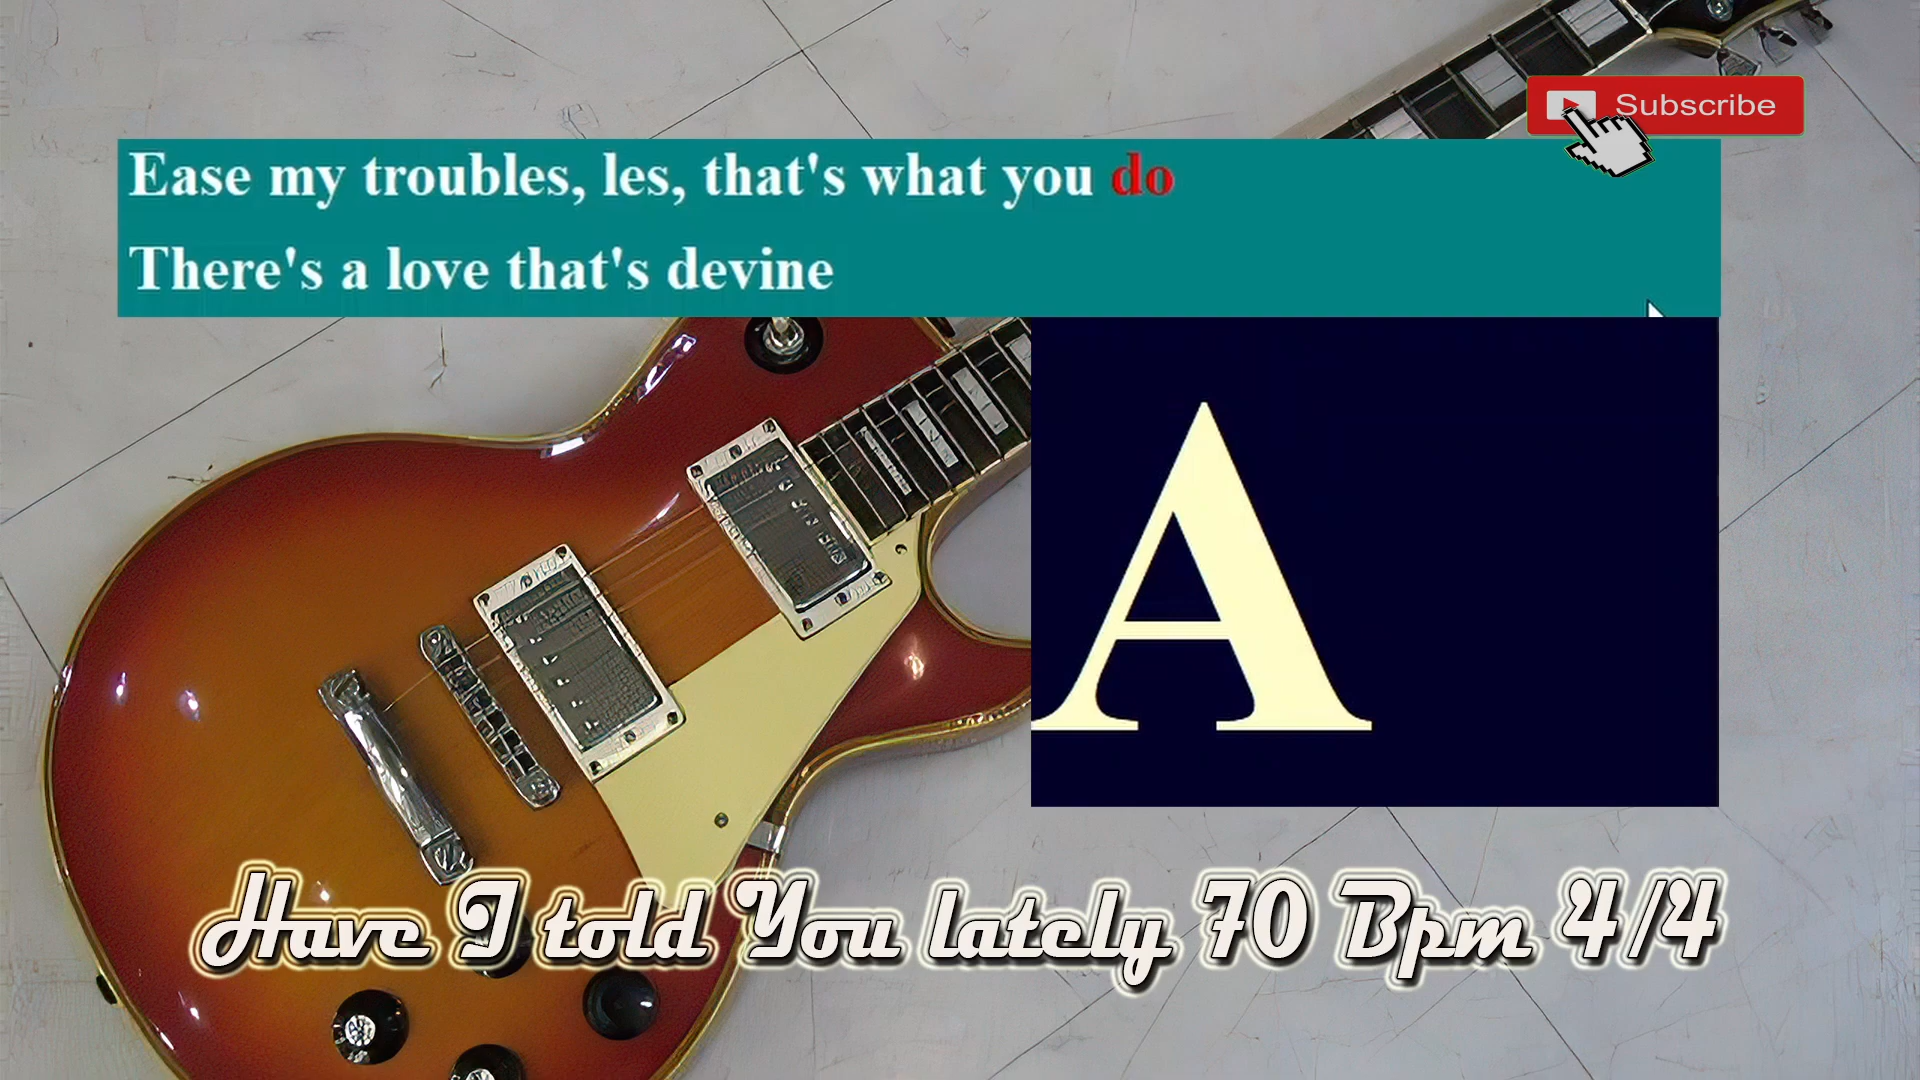 Subscribe
Ease my troubles, les, that's what you do
There's a love that's devine
A
Have I told You lately 70 Bpm 4/4